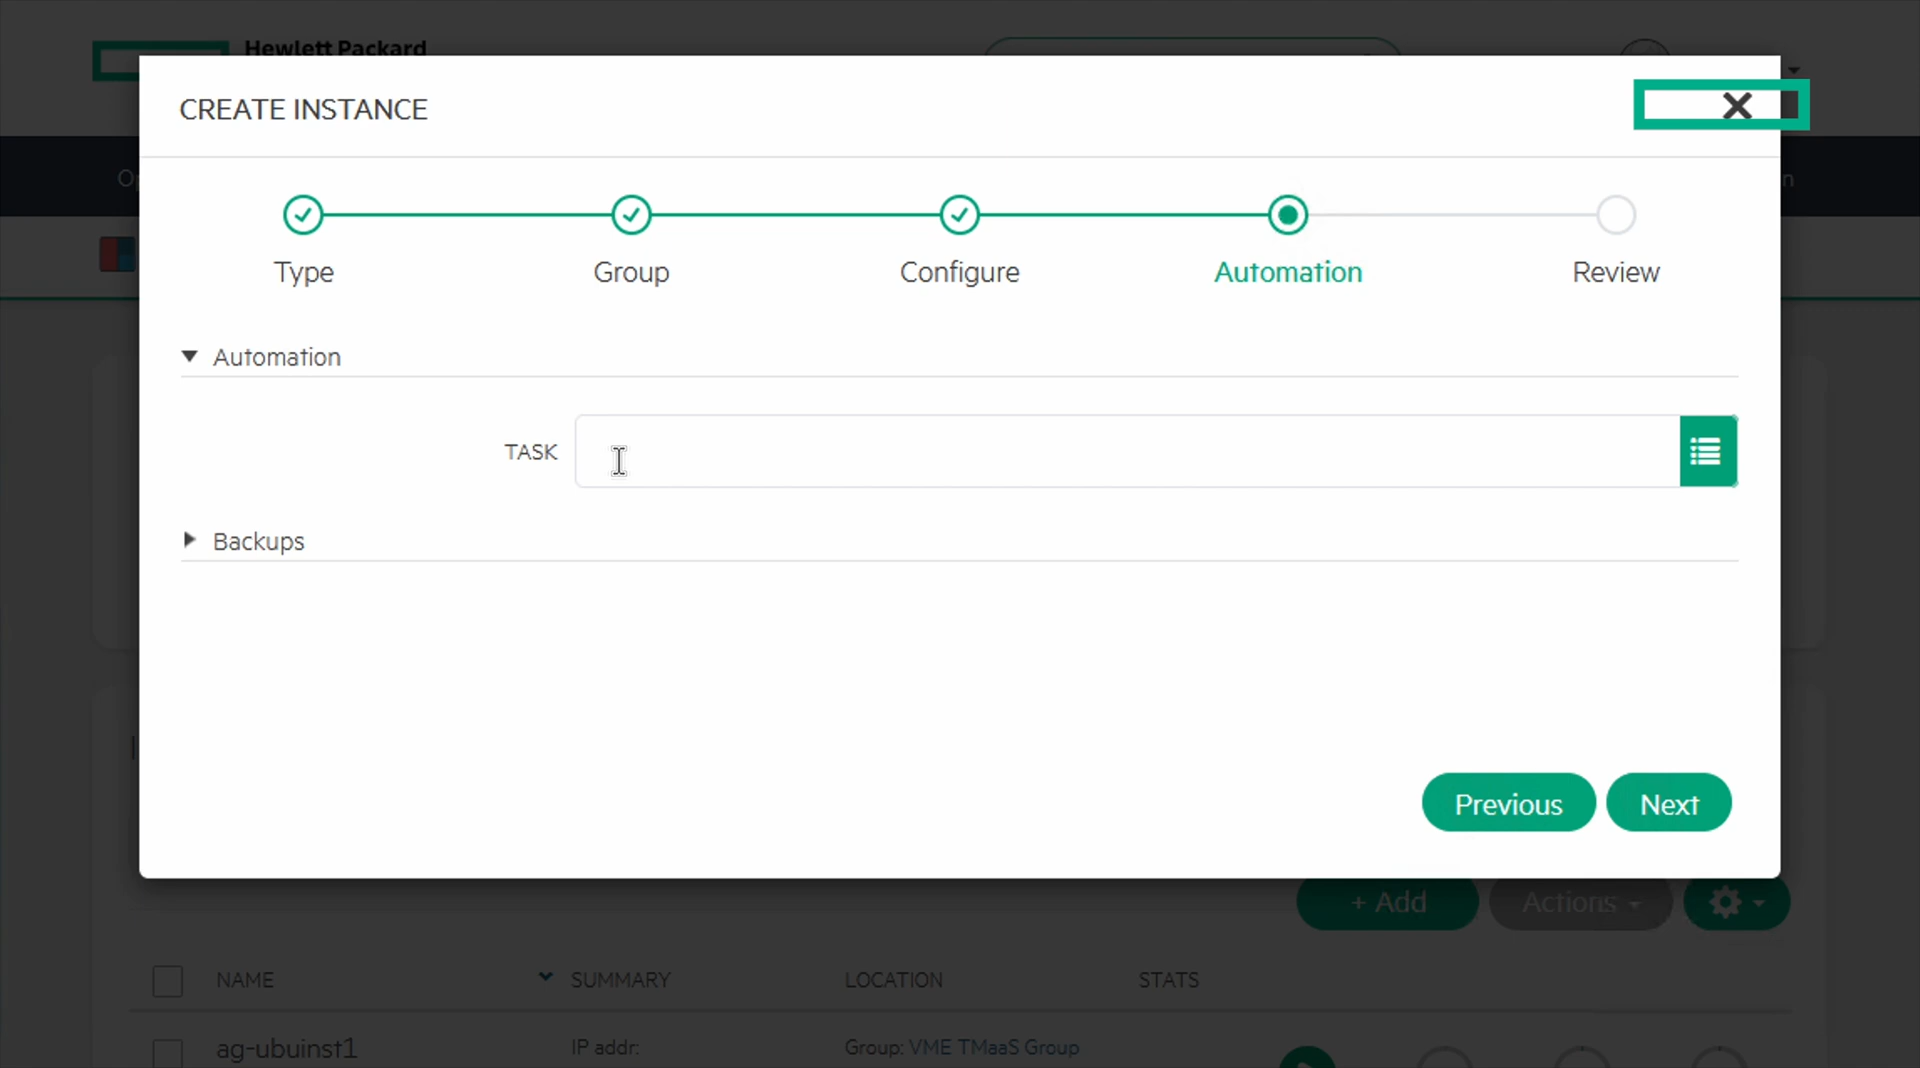 Hewlett Packard
CREATE INSTANCE
Type
Group
Configure
Automation
Review
Automation
TASK
Backups
Previous
Next
+ Add
Actions
NAME
SUMMARY
LOCATION
STATS
ag-ubuinst1
IP addr:
Group: VME TMaaS Group